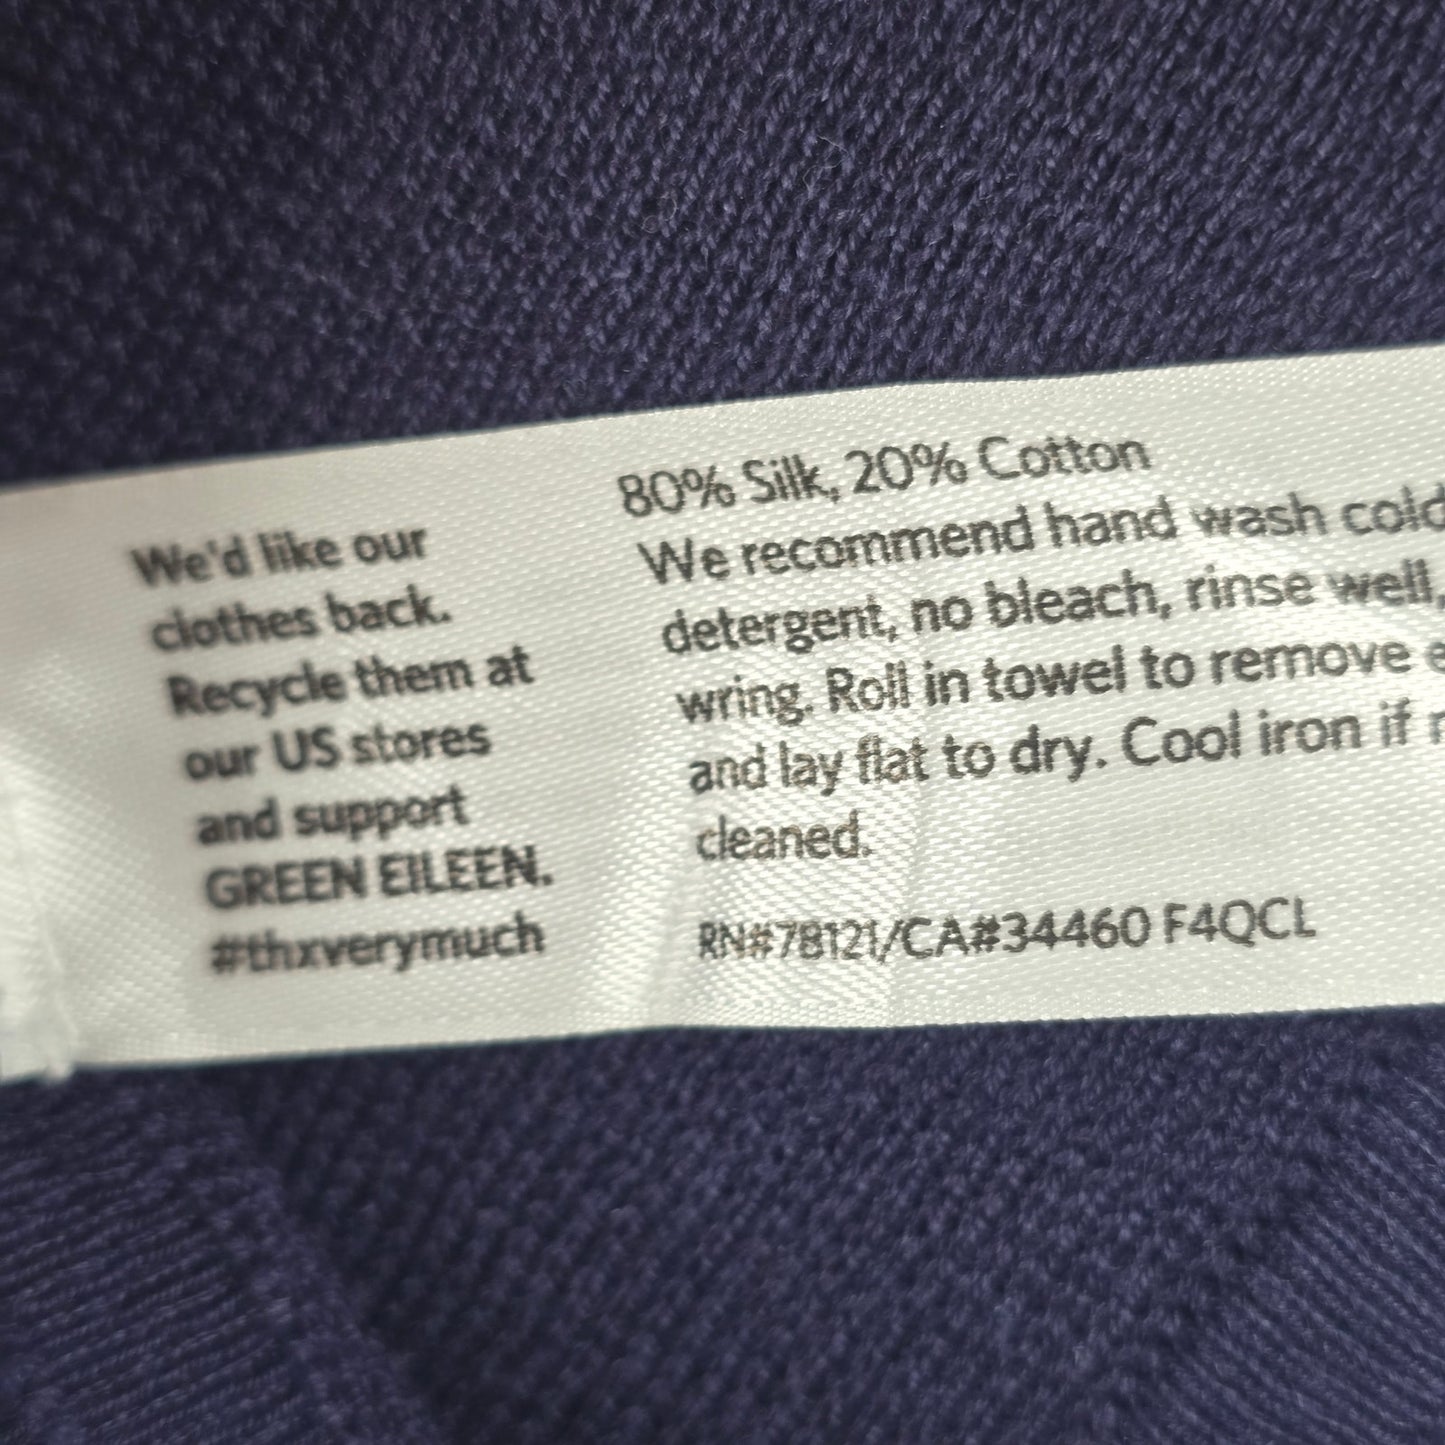 We'd like our
clothes back.
Recycle them at
our US stores
and support
GREEN EILEEN.
#thxverymuch
80% Silk, 20% Cotton
We recommend hand wash cold
detergent, no bleach, rinse well,
wring. Roll in towel to remove
and lay flat to dry. Cool iron if
cleaned.
RN#78121/CA#34460 F4QCL